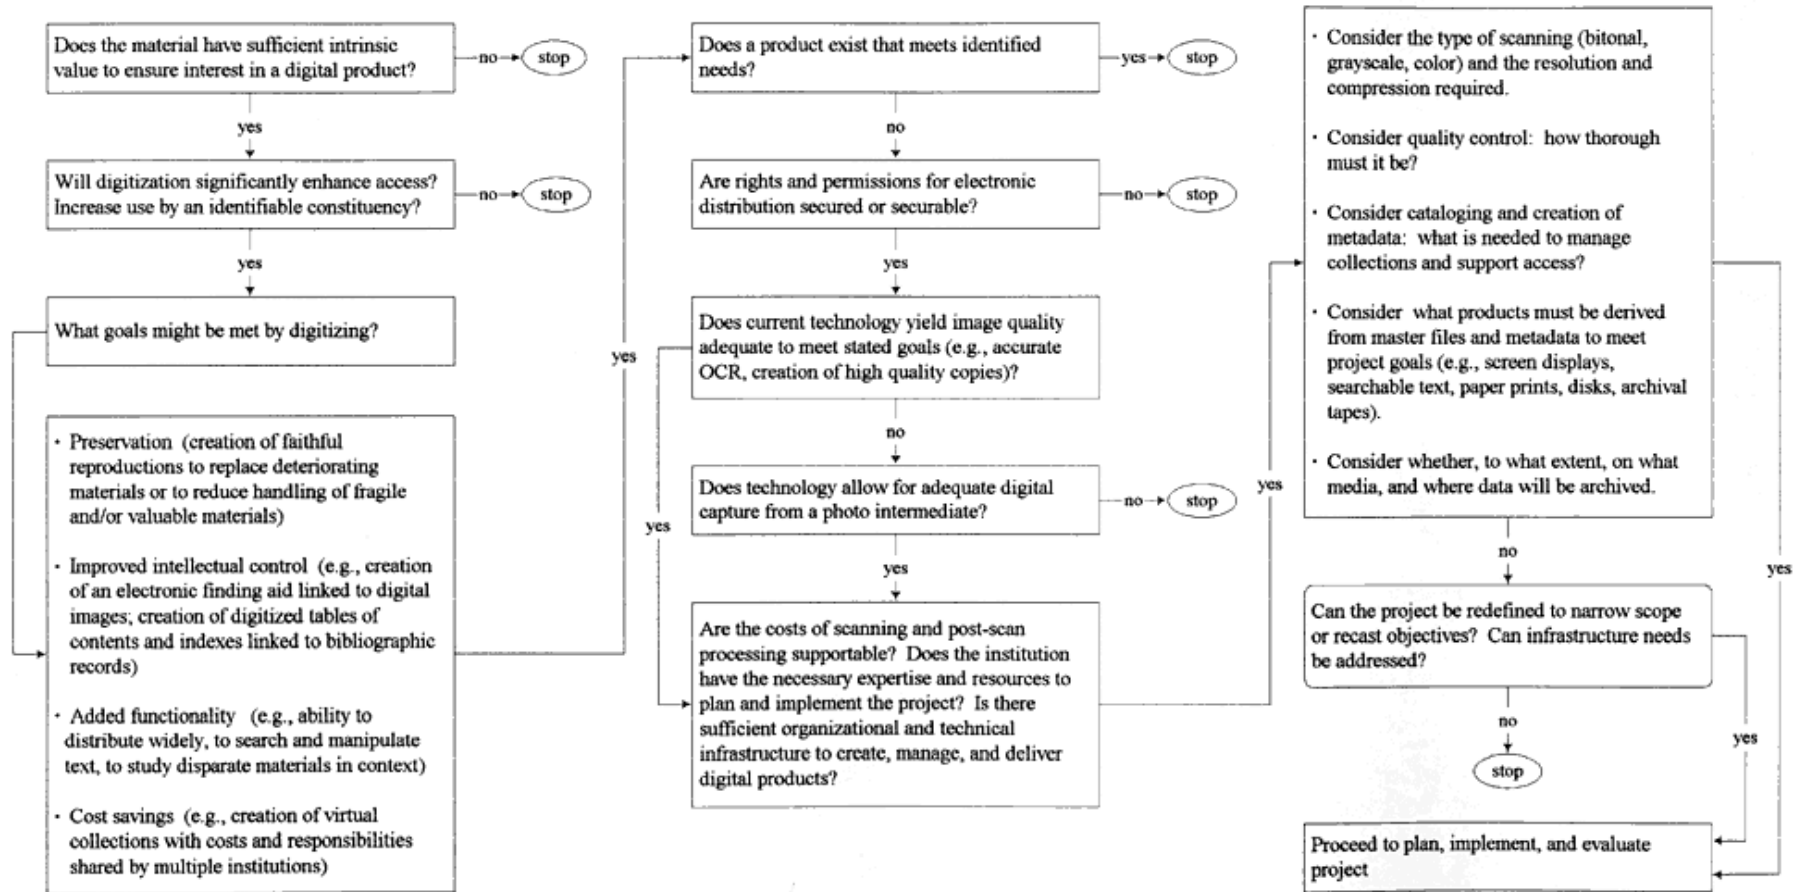 Does the material have sufficient intrinsic
value to ensure interest in a digital product?
no
stop
yes
Will digitization significantly enhance access?
Increase use by an identifiable constituency?
no
stop
yes
What goals might be met by digitizing?
· Preservation (creation of faithful
reproductions to replace deteriorating
materials or to reduce handling of fragile
and/or valuable materials)
· Improved intellectual control (e.g., creation
of an electronic finding aid linked to digital
images; creation of digitized tables of
contents and indexes linked to bibliographic
records)
· Added functionality (e.g., ability to
distribute widely, to search and manipulate
text, to study disparate materials in context)
· Cost savings (e.g., creation of virtual
collections with costs and responsibilities
shared by multiple institutions)
yes
Does a product exist that meets identified
needs?
yes
stop
no
Are rights and permissions for electronic
distribution secured or securable?
no
stop
yes
Does current technology yield image quality
adequate to meet stated goals (e.g., accurate
OCR, creation of high quality copies)?
no
yes
Does technology allow for adequate digital
capture from a photo intermediate?
no
stop
yes
Are the costs of scanning and post-scan
processing supportable? Does the institution
have the necessary expertise and resources to
plan and implement the project? Is there
sufficient organizational and technical
infrastructure to create, manage, and deliver
digital products?
yes
· Consider the type of scanning (bitonal,
grayscale, color) and the resolution and
compression required.
· Consider quality control: how thorough
must it be?
· Consider cataloging and creation of
metadata: what is needed to manage
collections and support access?
· Consider what products must be derived
from master files and metadata to meet
project goals (e.g., screen displays,
searchable text, paper prints, disks, archival
tapes).
· Consider whether, to what extent, on what
media, and where data will be archived.
no
yes
Can the project be redefined to narrow scope
or recast objectives? Can infrastructure needs
be addressed?
no
yes
stop
Proceed to plan, implement, and evaluate
project